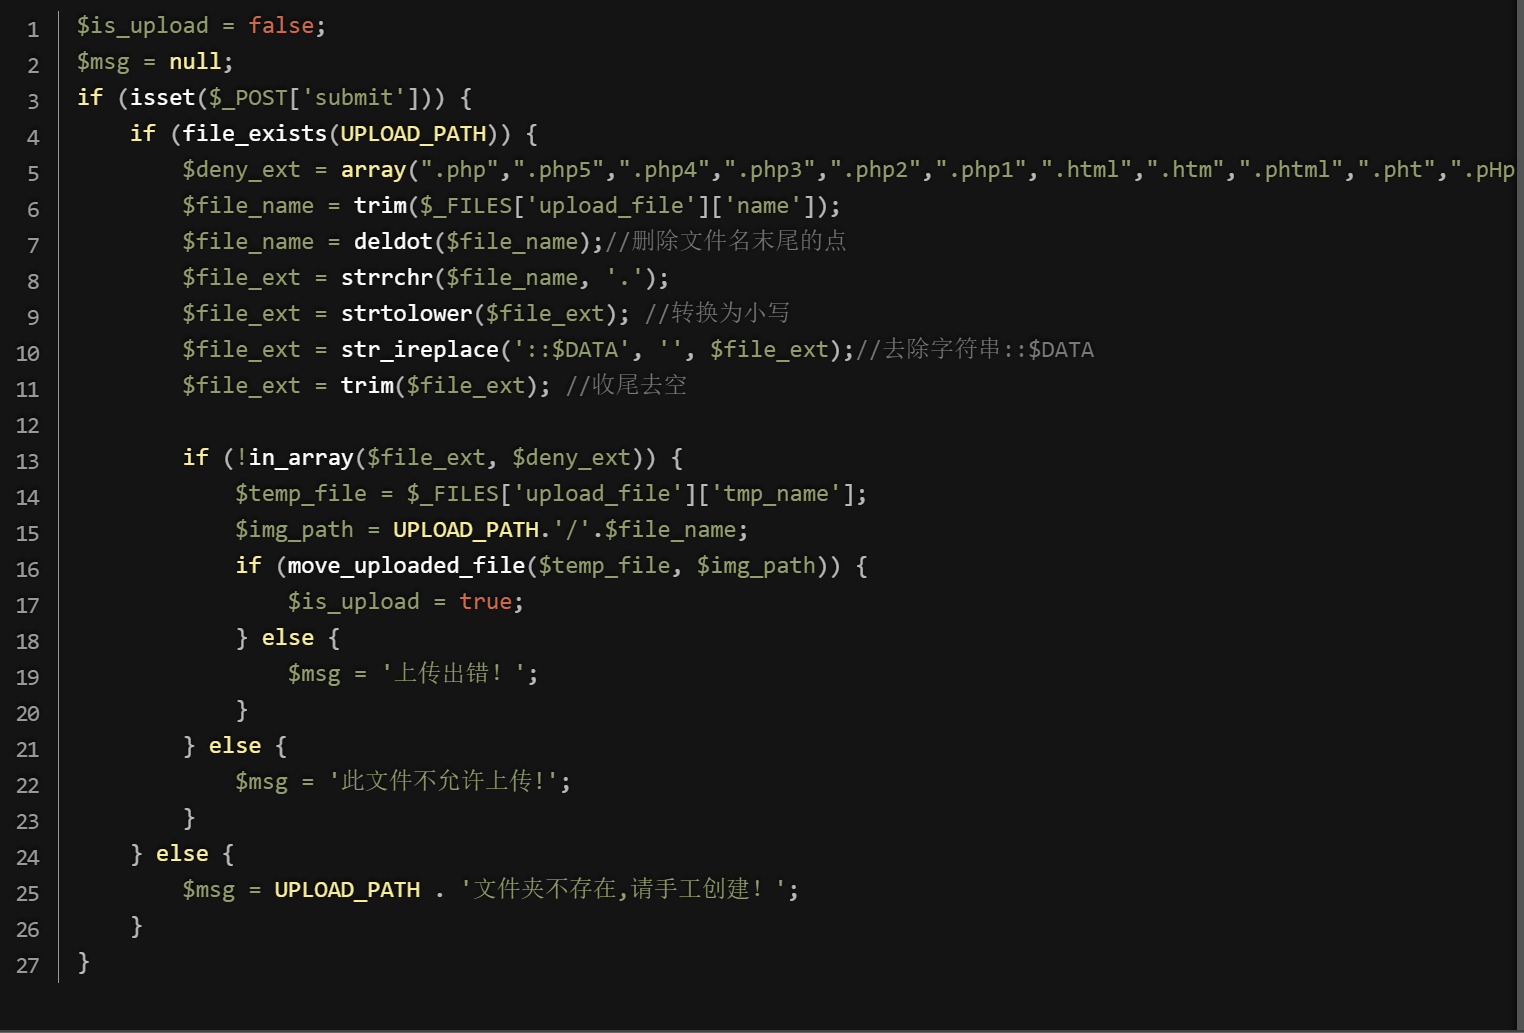 1 $is_upload = false;
2 $msg = null;
3 if (isset($_POST['submit'])) {
4 if (file_exists(UPLOAD_PATH)) {
5 $deny_ext = array(".php",".php5",".php4",".php3",".php2",".php1",".html",".htm",".phtml",".pht",".pHp
6 $file_name = trim($_FILES['upload_file']['name']);
7 $file_name = deldot($file_name);//删除文件名末尾的点
8 $file_ext = strrchr($file_name, '.');
9 $file_ext = strtolower($file_ext); //转换为小写
10 $file_ext = str_ireplace('::$DATA', '', $file_ext);//去除字符串::$DATA
11 $file_ext = trim($file_ext); //收尾去空
12
13 if (!in_array($file_ext, $deny_ext)) {
14 $temp_file = $_FILES['upload_file']['tmp_name'];
15 $img_path = UPLOAD_PATH.'/'.$file_name;
16 if (move_uploaded_file($temp_file, $img_path)) {
17 $is_upload = true;
18 } else {
19 $msg = '上传出错！';
20 }
21 } else {
22 $msg = '此文件不允许上传!';
23 }
24 } else {
25 $msg = UPLOAD_PATH . '文件夹不存在,请手工创建！';
26 }
27 }